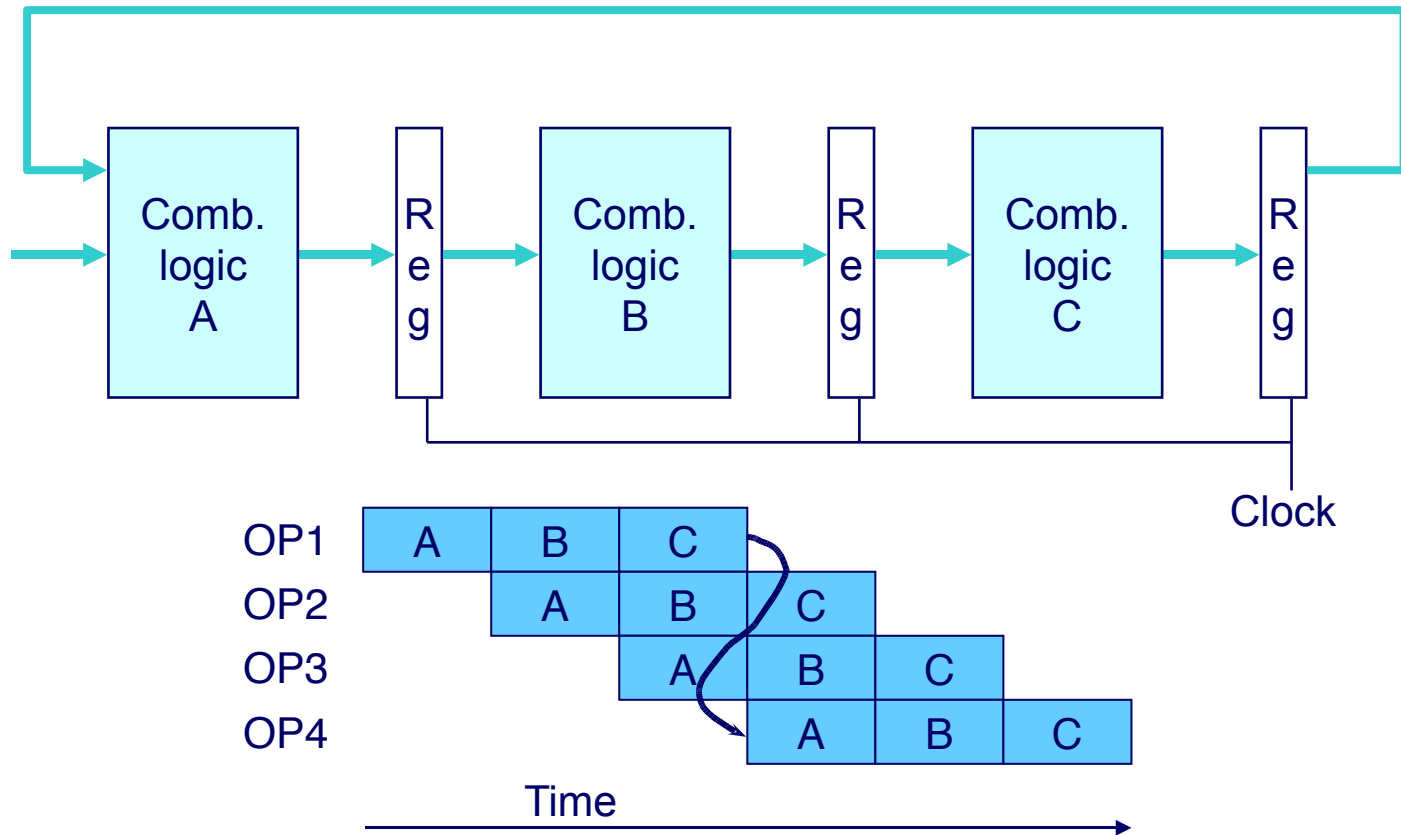 Comb.
logic
A
R
e
g
Comb.
logic
B
R
e
g
Comb.
logic
C
R
e
g
Clock
OP1 A B C
OP2 A B C
OP3 A B C
OP4 A B C
Time